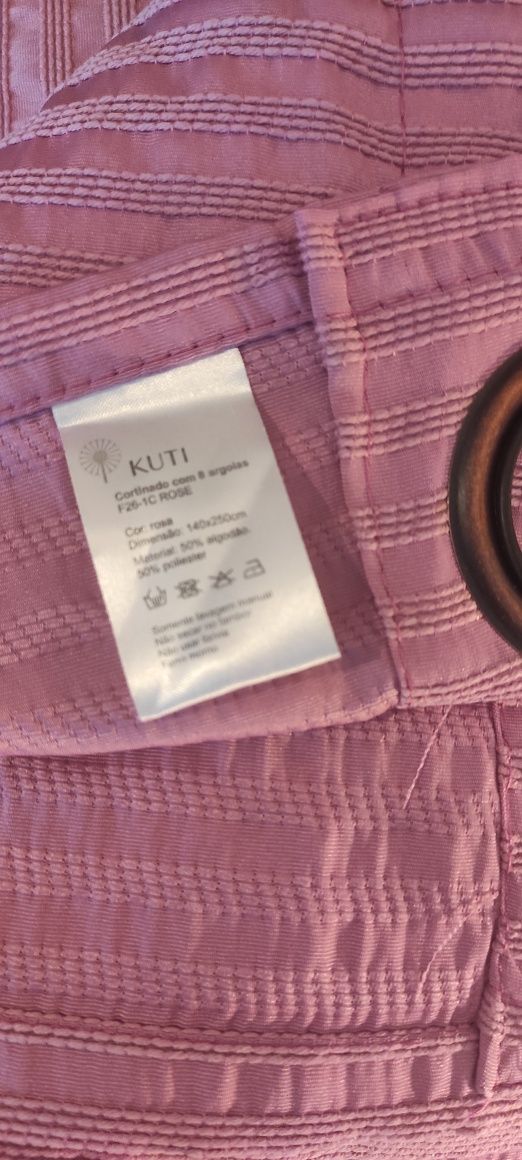 KUTI
Cortinado com 8 argolas
F26-1C ROSE
Cor: rosa
Dimensão: 140x250cm
Material: 50% algodão,
50% poliester
Somente lavagem manual
Não secar no tambor
Não usar lixívia
Ferro morno